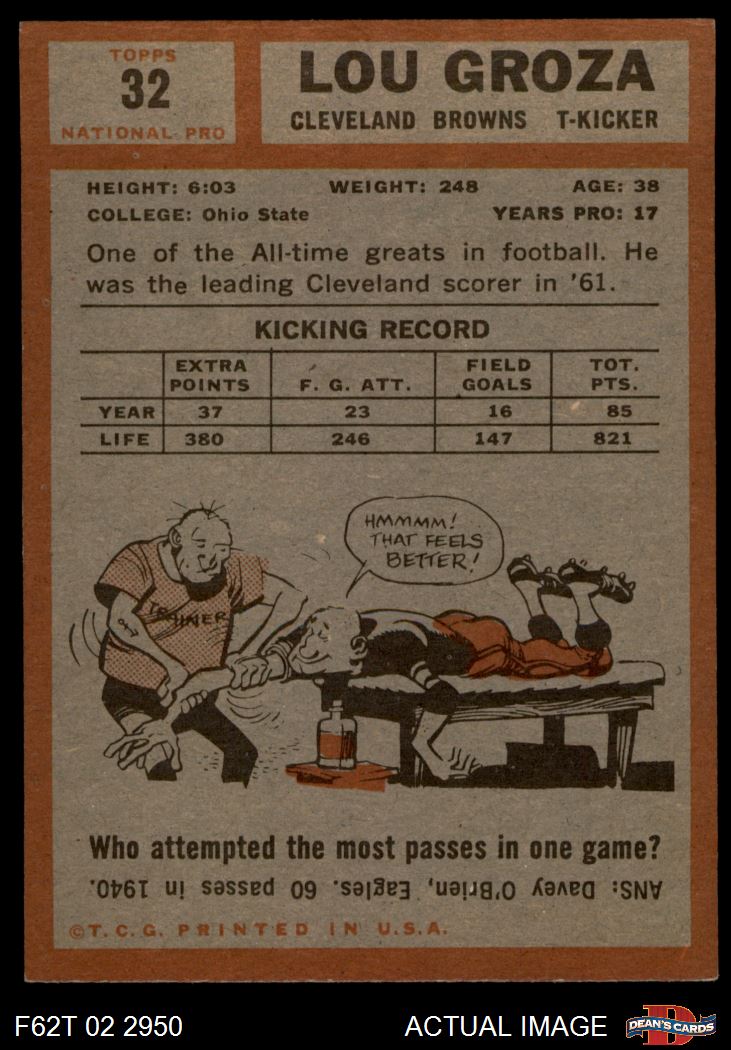 TOPPS
32
NATIONAL PRO
LOU GROZA
CLEVELAND BROWNS T-KICKER
HEIGHT: 6:03 WEIGHT: 248 AGE: 38
COLLEGE: Ohio State YEARS PRO: 17
One of the All-time greats in football. He
was the leading Cleveland scorer in '61.
KICKING RECORD
EXTRA POINTS F. G. ATT. FIELD GOALS TOT. PTS.
YEAR 37 23 16 85
LIFE 380 246 147 821
HMMMM!
THAT FEELS
BETTER!
TRAINER
Who attempted the most passes in one game?
ANS: Davey O'Brien, Eagles. 60 passes in 1940.
©T.C.G. PRINTED IN U.S.A.
F62T 02 2950 ACTUAL IMAGE
D
DEAN'S CARDS